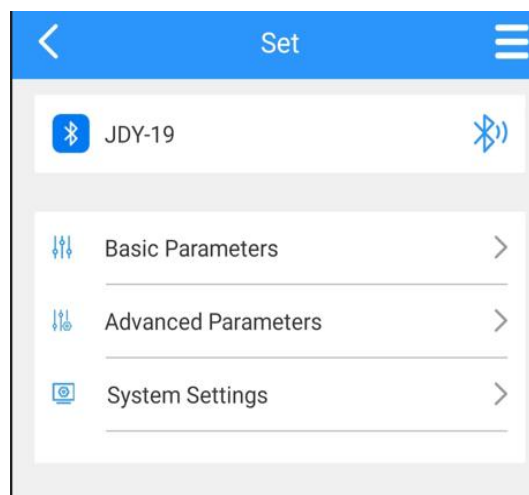 Set
JDY-19
Basic Parameters
Advanced Parameters
System Settings